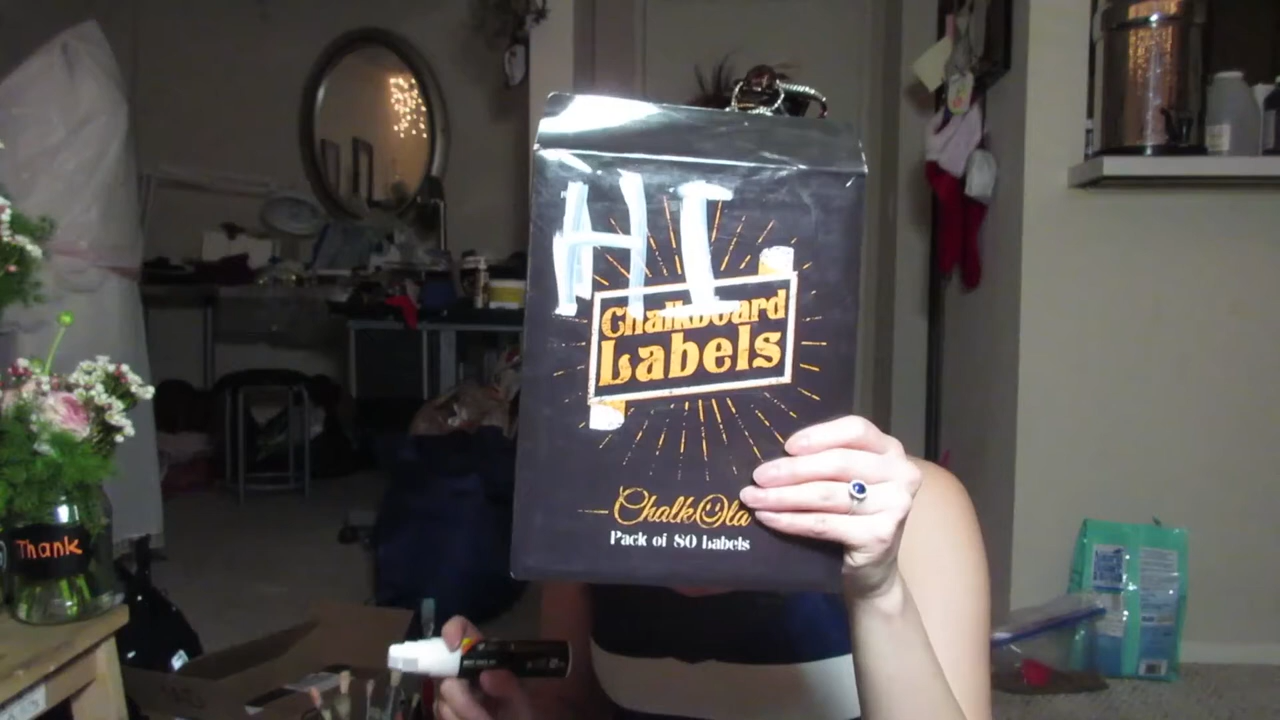 HI
Chalkboard
Labels
ChalkOla
Pack of 80 Labels
Thank